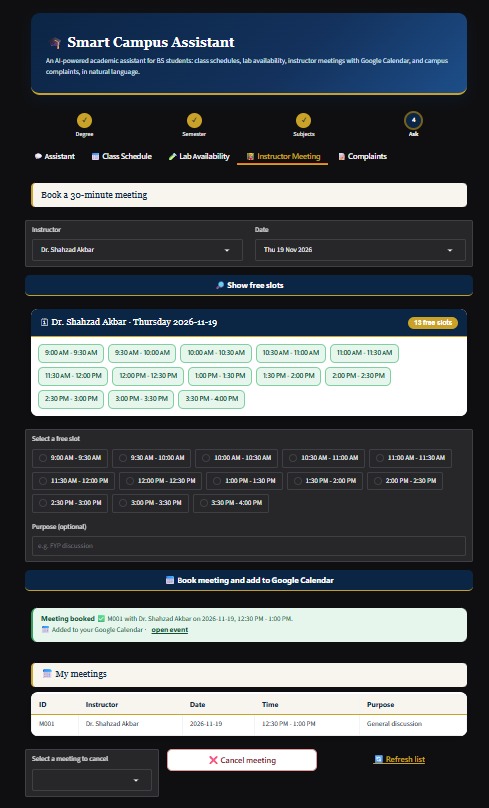 Smart Campus Assistant
An AI-powered academic assistant for BS students: class schedules, lab availability, instructor meetings with Google Calendar, and campus
complaints, in natural language.
✓ ✓ ✓ 4
Degree Semester Subjects Ask
Assistant Class Schedule Lab Availability Instructor Meeting Complaints
Book a 30-minute meeting
Instructor Date
Dr. Shahzad Akbar Thu 19 Nov 2026
Show free slots
Dr. Shahzad Akbar · Thursday 2026-11-19 13 free slots
9:00 AM - 9:30 AM 9:30 AM - 10:00 AM 10:00 AM - 10:30 AM 10:30 AM - 11:00 AM 11:00 AM - 11:30 AM
11:30 AM - 12:00 PM 12:00 PM - 12:30 PM 1:00 PM - 1:30 PM 1:30 PM - 2:00 PM 2:00 PM - 2:30 PM
2:30 PM - 3:00 PM 3:00 PM - 3:30 PM 3:30 PM - 4:00 PM
Select a free slot
9:00 AM - 9:30 AM 9:30 AM - 10:00 AM 10:00 AM - 10:30 AM 10:30 AM - 11:00 AM 11:00 AM - 11:30 AM
11:30 AM - 12:00 PM 12:00 PM - 12:30 PM 1:00 PM - 1:30 PM 1:30 PM - 2:00 PM 2:00 PM - 2:30 PM
2:30 PM - 3:00 PM 3:00 PM - 3:30 PM 3:30 PM - 4:00 PM
Purpose (optional)
e.g. FYP discussion
Book meeting and add to Google Calendar
Meeting booked ✅ M001 with Dr. Shahzad Akbar on 2026-11-19, 12:30 PM - 1:00 PM.
Added to your Google Calendar · open event
My meetings
ID Instructor Date Time Purpose
M001 Dr. Shahzad Akbar 2026-11-19 12:30 PM - 1:00 PM General discussion
Select a meeting to cancel
❌ Cancel meeting
Refresh list